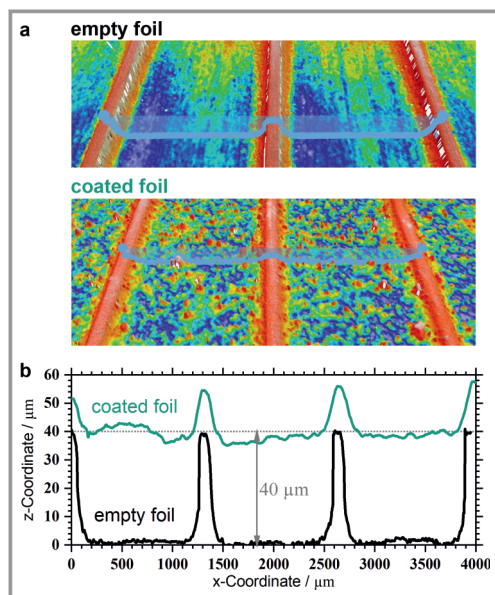 a
empty foil
coated foil
b
60
50
40
30
20
10
0
z-Coordinate / µm
coated foil
40 µm
empty foil
0 500 1000 1500 2000 2500 3000 3500 4000
x-Coordinate / µm